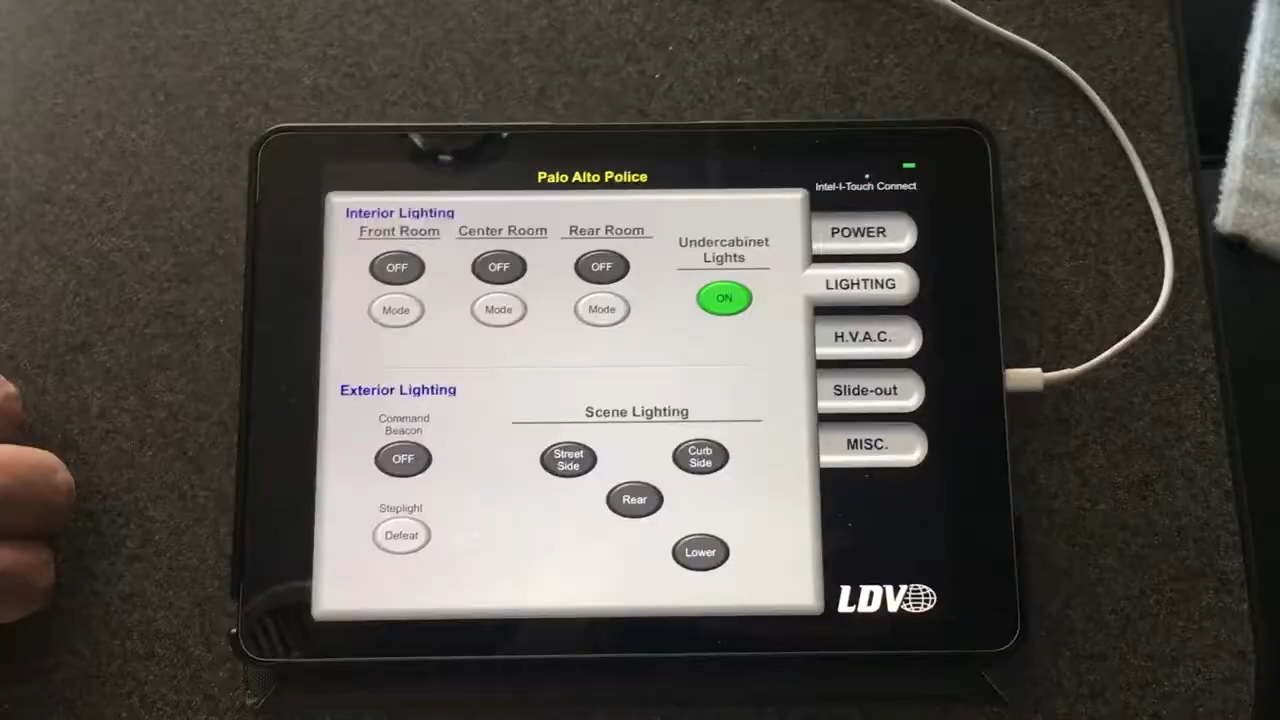 Palo Alto Police
Intel-I-Touch Connect
Interior Lighting
Front Room
Center Room
Rear Room
Undercabinet
Lights
OFF
OFF
OFF
ON
Mode
Mode
Mode
Exterior Lighting
Command
Beacon
OFF
Steplight
Defeat
Scene Lighting
Street
Side
Curb
Side
Rear
Lower
POWER
LIGHTING
H.V.A.C.
Slide-out
MISC.
LDV